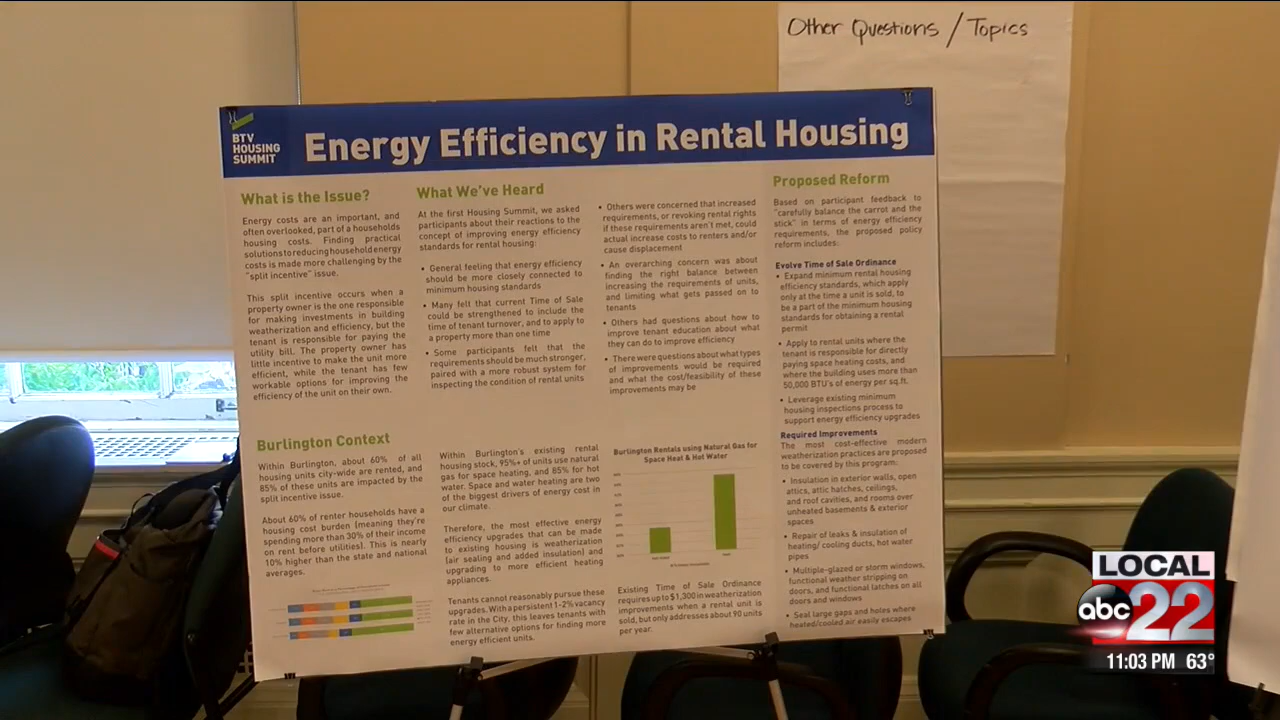 Other Questions / Topics
BTV
HOUSING
SUMMIT
Energy Efficiency in Rental Housing
What is the Issue?
Energy costs are an important, and
often overlooked, part of a households
housing costs. Finding practical
solutions to reducing household energy
costs is made more challenging by the
"split incentive" issue.
This split incentive occurs when a
property owner is the one responsible
for making investments in building
weatherization and efficiency, but the
tenant is responsible for paying the
utility bill. The property owner has
little incentive to make the unit more
efficient, while the tenant has few
workable options for improving the
efficiency of the unit on their own.
What We've Heard
At the first Housing Summit, we asked
participants about their reactions to the
concept of improving energy efficiency
standards for rental housing:
• General feeling that energy efficiency
should be more closely connected to
minimum housing standards
• Many felt that current Time of Sale
could be strengthened to include the
time of tenant turnover, and to apply to
a property more than one time
• Some participants felt that the
requirements should be much stronger,
paired with a more robust system for
inspecting the condition of rental units
• Others were concerned that increased
requirements, or revoking rental rights
if these requirements aren't met, could
actual increase costs to renters and/or
cause displacement
• An overarching concern was about
finding the right balance between
increasing the requirements of units,
and limiting what gets passed on to
tenants
• Others had questions about how to
improve tenant education about what
they can do to improve efficiency
• There were questions about what types
of improvements would be required
and what the cost/feasibility of these
improvements may be
Proposed Reform
Based on participant feedback to
"carefully balance the carrot and the
stick" in terms of energy efficiency
requirements, the proposed policy
reform includes:
Evolve Time of Sale Ordinance
• Expand minimum rental housing
efficiency standards, which apply
only at the time a unit is sold, to
be a part of the minimum housing
standards for obtaining a rental
permit
• Apply to rental units where the
tenant is responsible for directly
paying space heating costs, and
where the building uses more than
50,000 BTU's of energy per sq.ft.
• Leverage existing minimum
housing inspections process to
support energy efficiency upgrades
Required Improvements
The most cost-effective modern
weatherization practices are proposed
to be covered by this program:
• Insulation in exterior walls, open
attics, attic hatches, ceilings,
and roof cavities, and rooms over
unheated basements & exterior
spaces
• Repair of leaks & insulation of
heating/ cooling ducts, hot water
pipes
• Multiple-glazed or storm windows,
functional weather stripping on
doors, and functional latches on all
doors and windows
• Seal large gaps and holes where
heated/cooled air easily escapes
Burlington Context
Within Burlington, about 60% of all
housing units city-wide are rented, and
85% of these units are impacted by the
split incentive issue.
About 60% of renter households have a
housing cost burden (meaning they're
spending more than 30% of their income
on rent before utilities). This is nearly
10% higher than the state and national
averages.
Within Burlington's existing rental
housing stock, 95%+ of units use natural
gas for space heating, and 85% for hot
water. Space and water heating are two
of the biggest drivers of energy cost in
our climate.
Therefore, the most effective energy
efficiency upgrades that can be made
to existing housing is weatherization
(air sealing and added insulation) and
upgrading to more efficient heating
appliances.
Tenants cannot reasonably pursue these
upgrades. With a persistent 1-2% vacancy
rate in the City, this leaves tenants with
few alternative options for finding more
energy efficient units.
Burlington Rentals using Natural Gas for
Space Heat & Hot Water
Existing Time of Sale Ordinance
requires up to $1,300 in weatherization
improvements when a rental unit is
sold, but only addresses about 90 units
per year.
LOCAL
abc 22
11:03 PM 63°